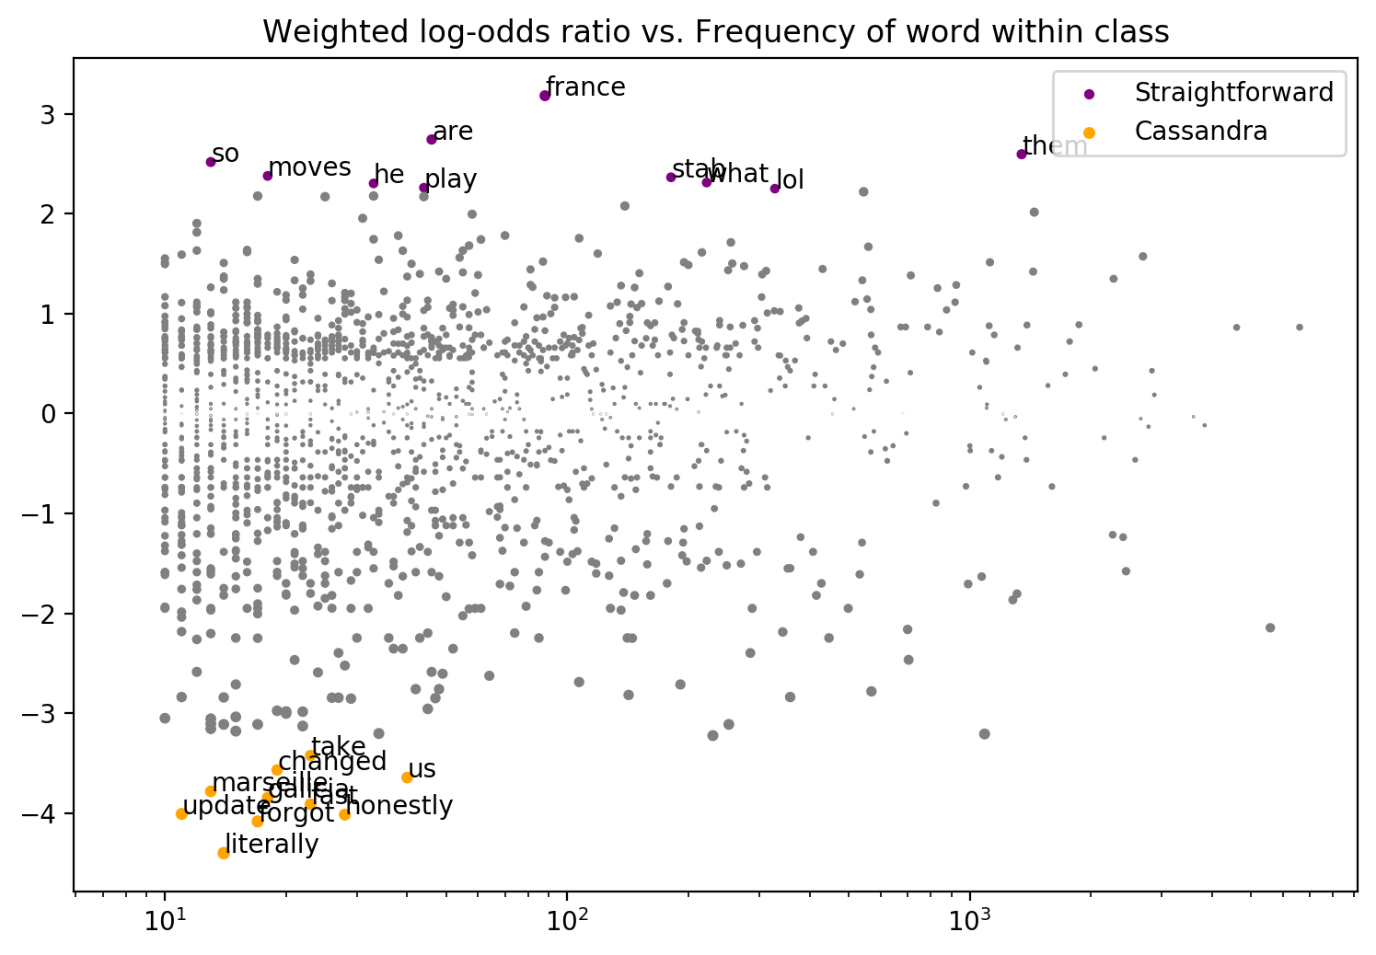 Weighted log-odds ratio vs. Frequency of word within class
france
Straightforward
Cassandra
are
them
so
moves
he
play
stab
what
lol
3
2
1
0
−1
−2
−3
−4
take
changed
us
marseille
galicia
fast
update
forgot
honestly
literally
10¹
10²
10³